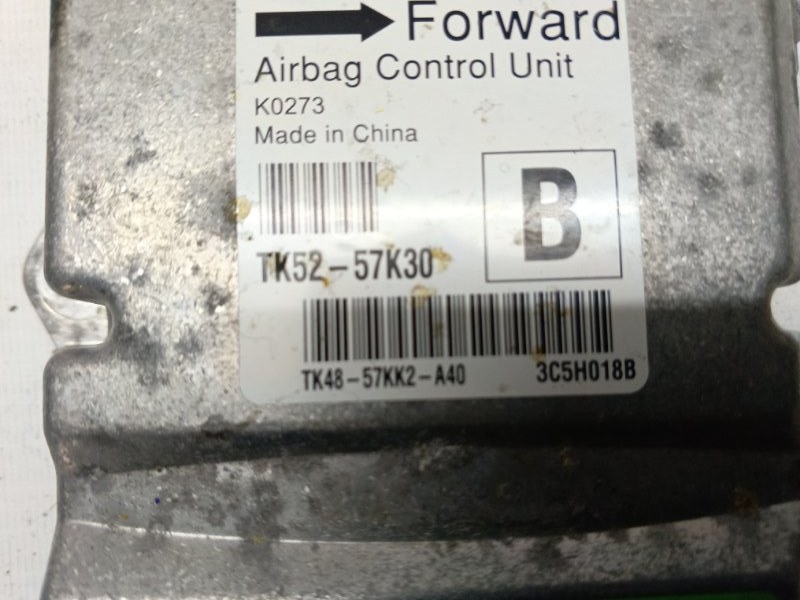 Forward
Airbag Control Unit
K0273
Made in China
B
TK52-57K30
TK48-57KK2-A40 3C5H018B